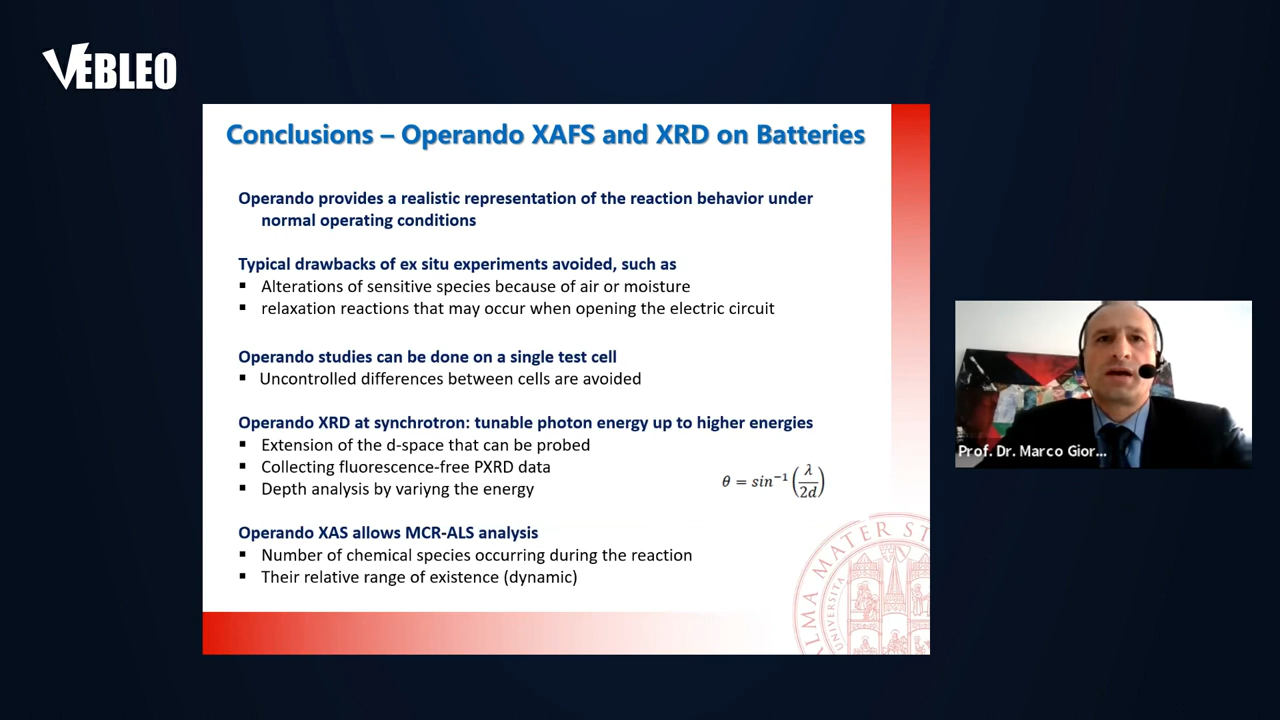 VEBLEO
Conclusions – Operando XAFS and XRD on Batteries
Operando provides a realistic representation of the reaction behavior under
normal operating conditions
Typical drawbacks of ex situ experiments avoided, such as
▪ Alterations of sensitive species because of air or moisture
▪ relaxation reactions that may occur when opening the electric circuit
Operando studies can be done on a single test cell
▪ Uncontrolled differences between cells are avoided
Operando XRD at synchrotron: tunable photon energy up to higher energies
▪ Extension of the d-space that can be probed
▪ Collecting fluorescence-free PXRD data
▪ Depth analysis by variyng the energy
θ = sin⁻¹(λ/2d)
Operando XAS allows MCR-ALS analysis
▪ Number of chemical species occurring during the reaction
▪ Their relative range of existence (dynamic)
ALMA MATER ST
UNIVERSITA
Prof. Dr. Marco Gior...